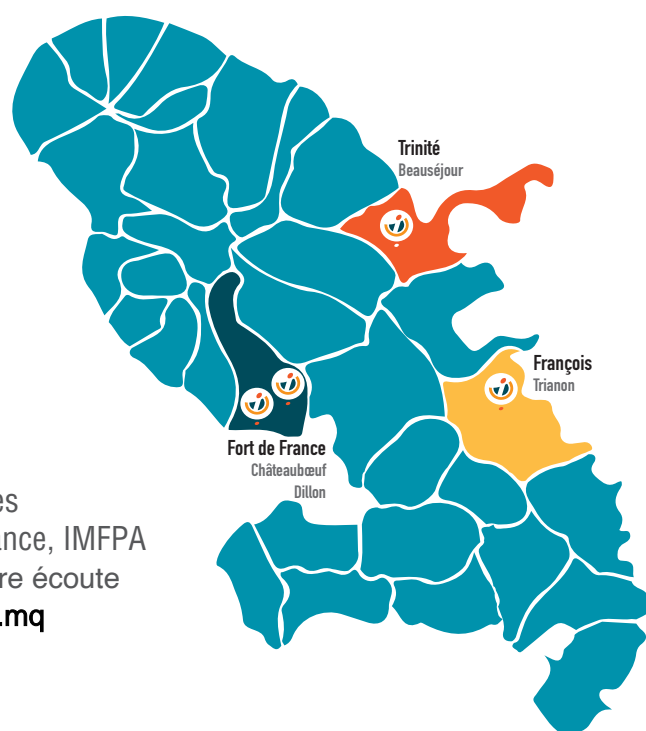 Trinité
Beauséjour
François
Trianon
Fort de France
Châteaubœuf
Dillon
es
ance, IMFPA
re écoute
.mq